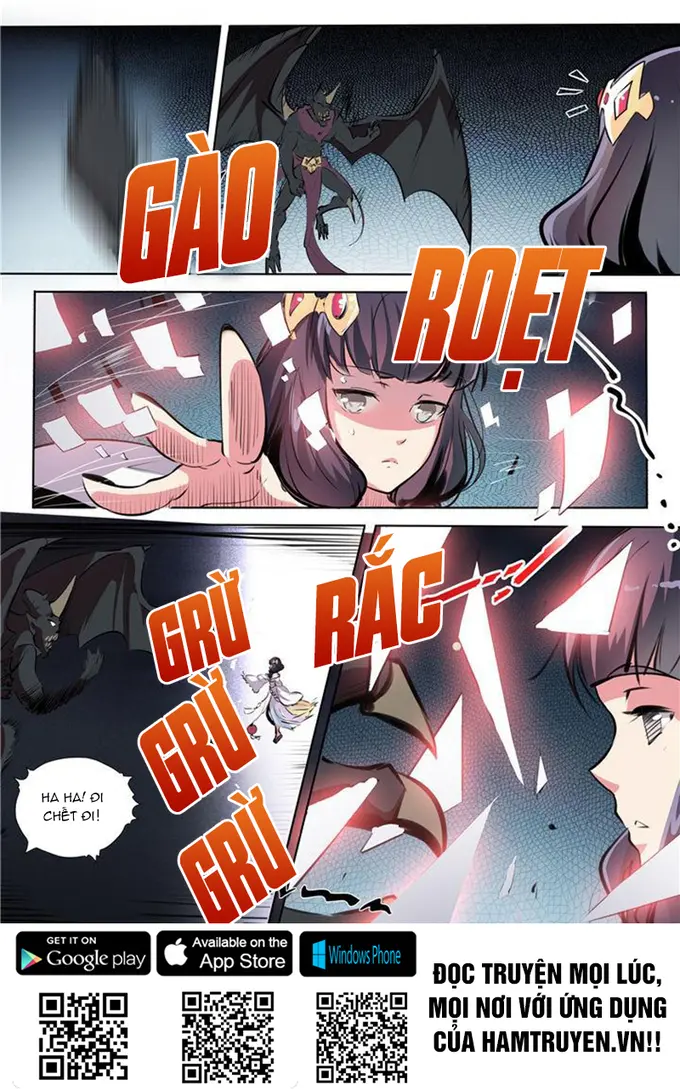 GÀO
ROẸT
GRỪ
GRỪ
GRỪ
RẮC
HA HA! ĐI
CHẾT ĐI!
GET IT ON
Google play
Available on the
App Store
Windows Phone
ĐỌC TRUYỆN MỌI LÚC,
MỌI NƠI VỚI ỨNG DỤNG
CỦA HAMTRUYEN.VN!!